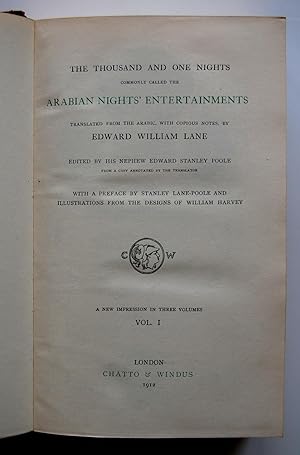 THE THOUSAND AND ONE NIGHTS
COMMONLY CALLED THE
ARABIAN NIGHTS' ENTERTAINMENTS
TRANSLATED FROM THE ARABIC, WITH COPIOUS NOTES, BY
EDWARD WILLIAM LANE
EDITED BY HIS NEPHEW EDWARD STANLEY POOLE
FROM A COPY ANNOTATED BY THE TRANSLATOR
WITH A PREFACE BY STANLEY LANE-POOLE AND
ILLUSTRATIONS FROM THE DESIGNS OF WILLIAM HARVEY
C W
A NEW IMPRESSION IN THREE VOLUMES
VOL. I
LONDON
CHATTO & WINDUS
1912